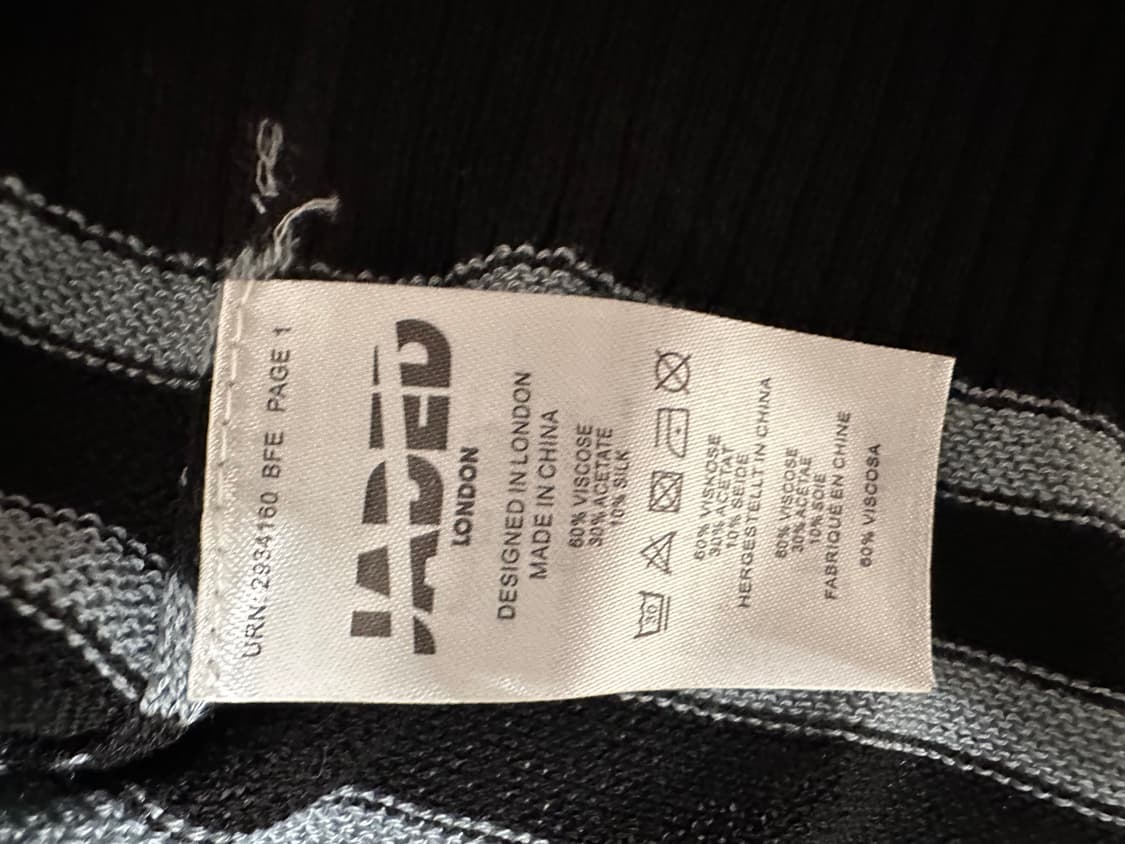 URN: 2934160 BFE PAGE 1
JADED
LONDON
DESIGNED IN LONDON
MADE IN CHINA
60% VISCOSE
30% ACETATE
10% SILK
30
60% VISKOSE
30% ACETAT
10% SEIDE
HERGESTELLT IN CHINA
60% VISCOSE
30% ACETAE
10% SOIE
FABRIQUÉ EN CHINE
60% VISCOSA